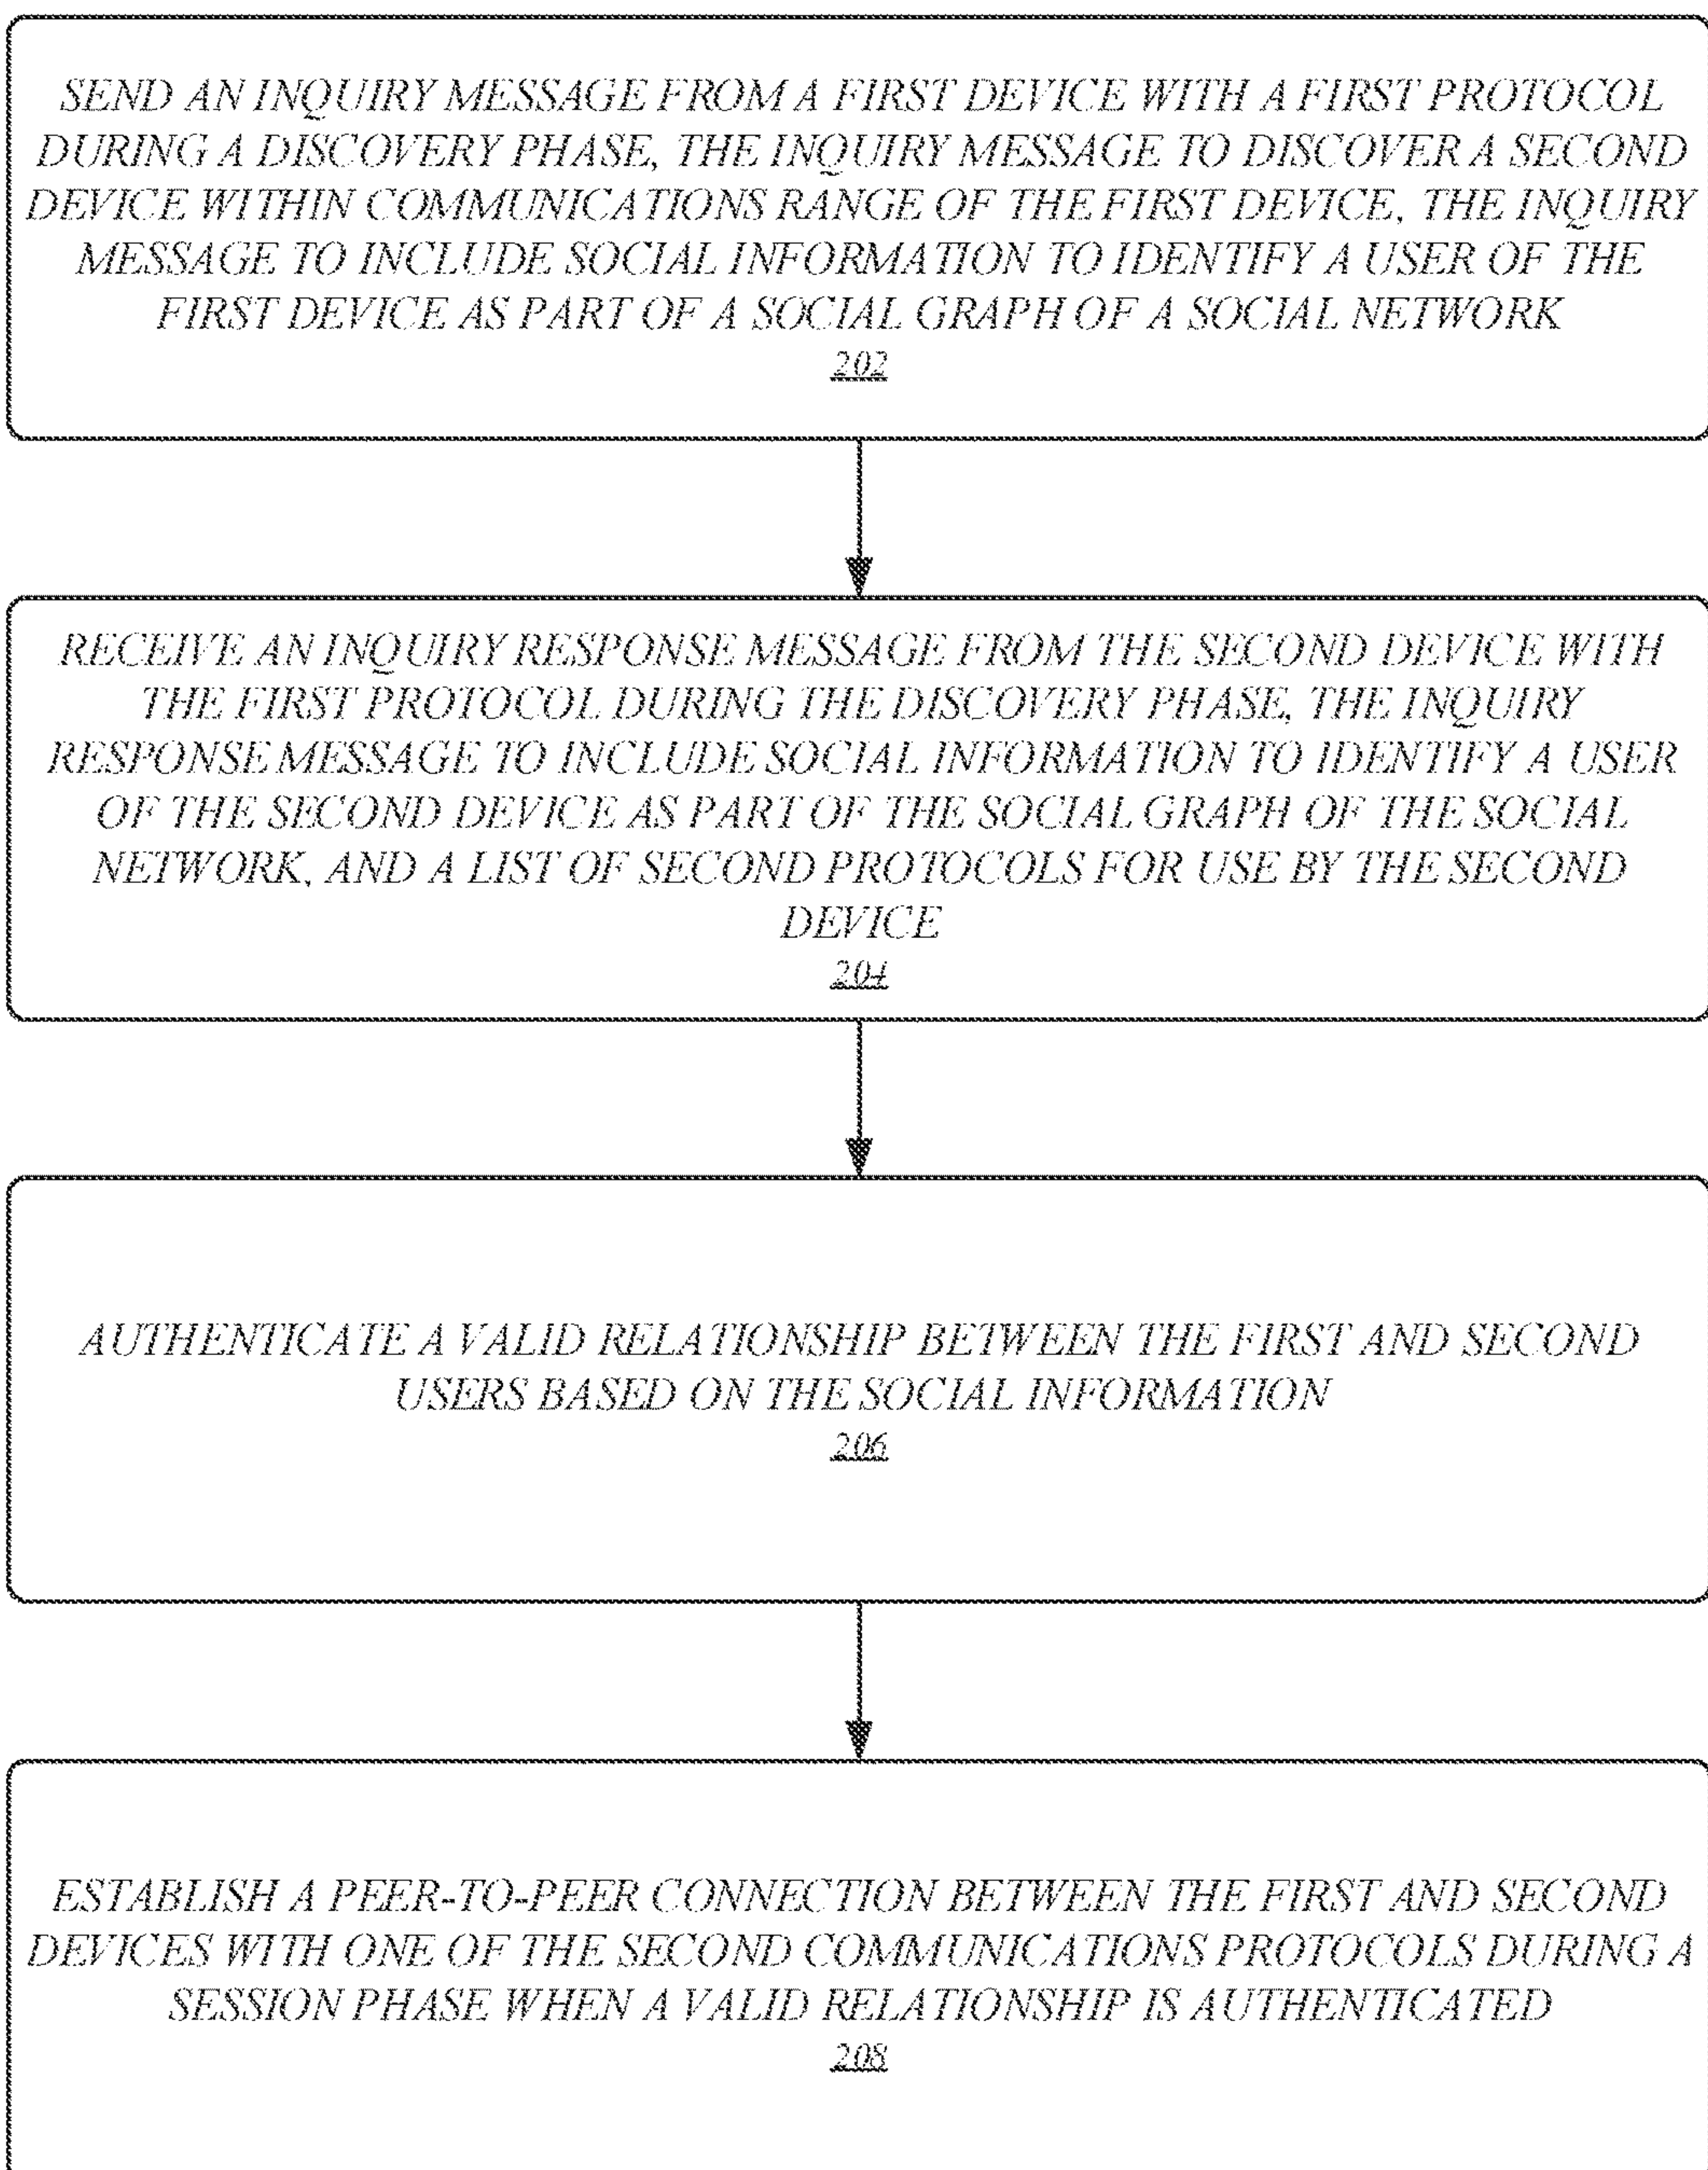 SEND AN INQUIRY MESSAGE FROM A FIRST DEVICE WITH A FIRST PROTOCOL
DURING A DISCOVERY PHASE, THE INQUIRY MESSAGE TO DISCOVER A SECOND
DEVICE WITHIN COMMUNICATIONS RANGE OF THE FIRST DEVICE, THE INQUIRY
MESSAGE TO INCLUDE SOCIAL INFORMATION TO IDENTIFY A USER OF THE
FIRST DEVICE AS PART OF A SOCIAL GRAPH OF A SOCIAL NETWORK
202
RECEIVE AN INQUIRY RESPONSE MESSAGE FROM THE SECOND DEVICE WITH
THE FIRST PROTOCOL DURING THE DISCOVERY PHASE, THE INQUIRY
RESPONSE MESSAGE TO INCLUDE SOCIAL INFORMATION TO IDENTIFY A USER
OF THE SECOND DEVICE AS PART OF THE SOCIAL GRAPH OF THE SOCIAL
NETWORK, AND A LIST OF SECOND PROTOCOLS FOR USE BY THE SECOND
DEVICE
204
AUTHENTICATE A VALID RELATIONSHIP BETWEEN THE FIRST AND SECOND
USERS BASED ON THE SOCIAL INFORMATION
206
ESTABLISH A PEER-TO-PEER CONNECTION BETWEEN THE FIRST AND SECOND
DEVICES WITH ONE OF THE SECOND COMMUNICATIONS PROTOCOLS DURING A
SESSION PHASE WHEN A VALID RELATIONSHIP IS AUTHENTICATED
208